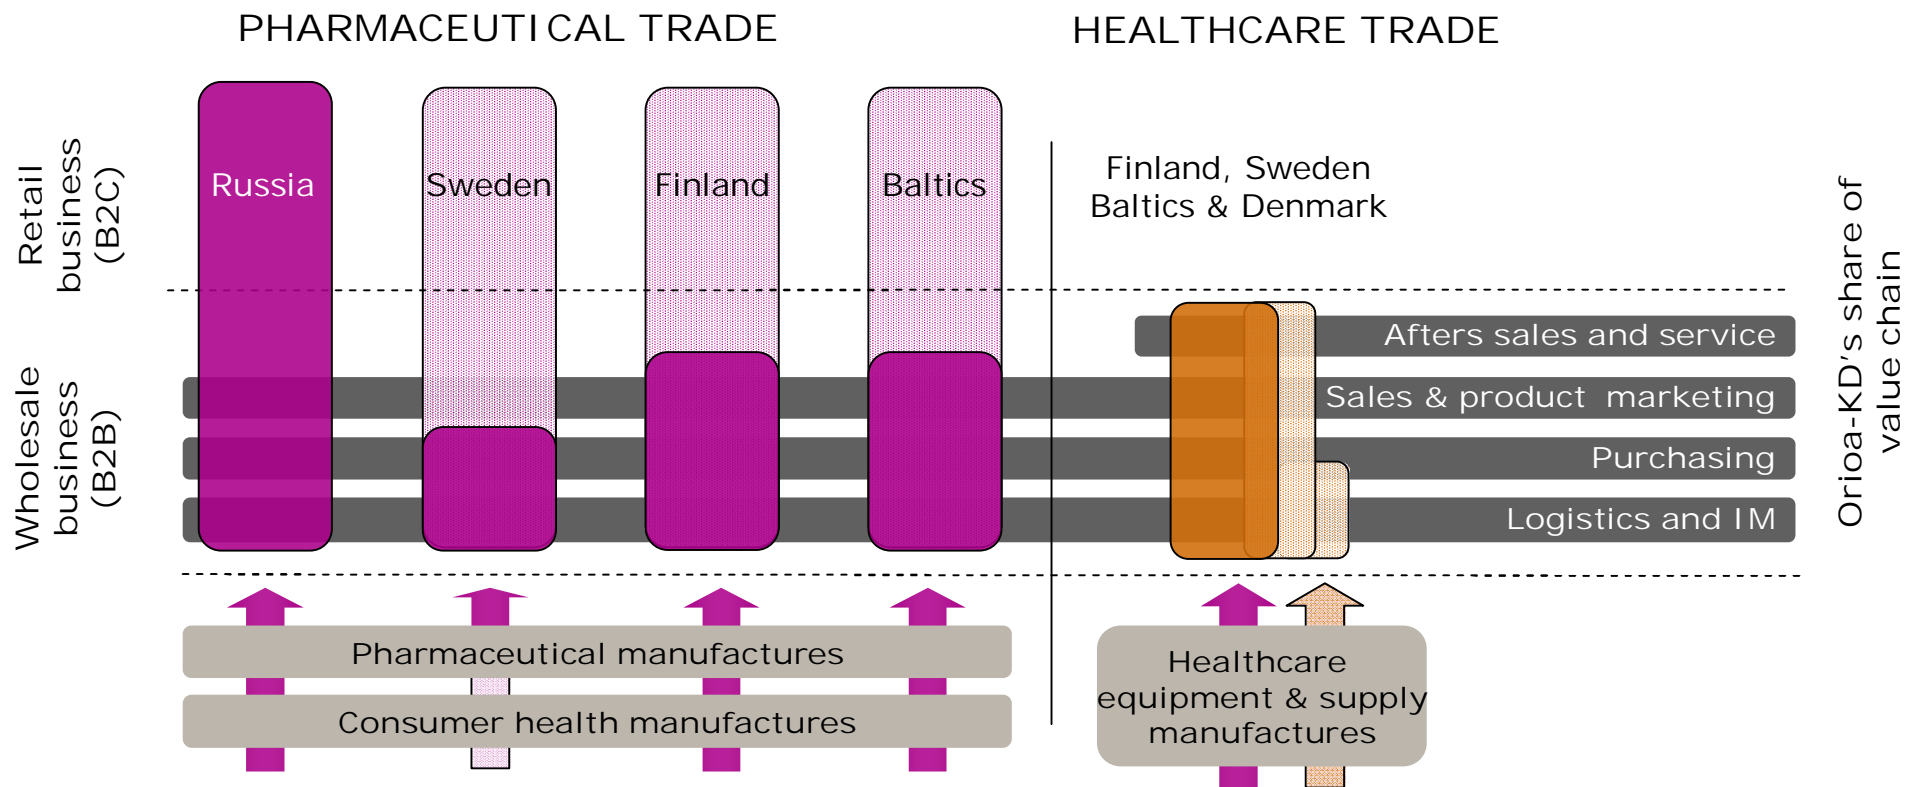 PHARMACEUTICAL TRADE
HEALTHCARE TRADE
Retail
business
(B2C)
Russia
Sweden
Finland
Baltics
Finland, Sweden
Baltics & Denmark
Wholesale
business
(B2B)
Afters sales and service
Sales & product marketing
Purchasing
Logistics and IM
Orioa-KD's share of
value chain
Pharmaceutical manufactures
Consumer health manufactures
Healthcare
equipment & supply
manufactures